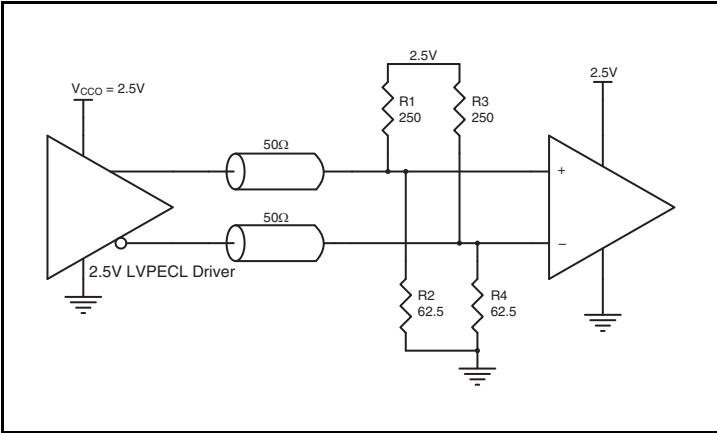 2.5V
V_CCO = 2.5V
2.5V
R1
250
R3
250
50Ω
+
50Ω
−
2.5V LVPECL Driver
R2
62.5
R4
62.5